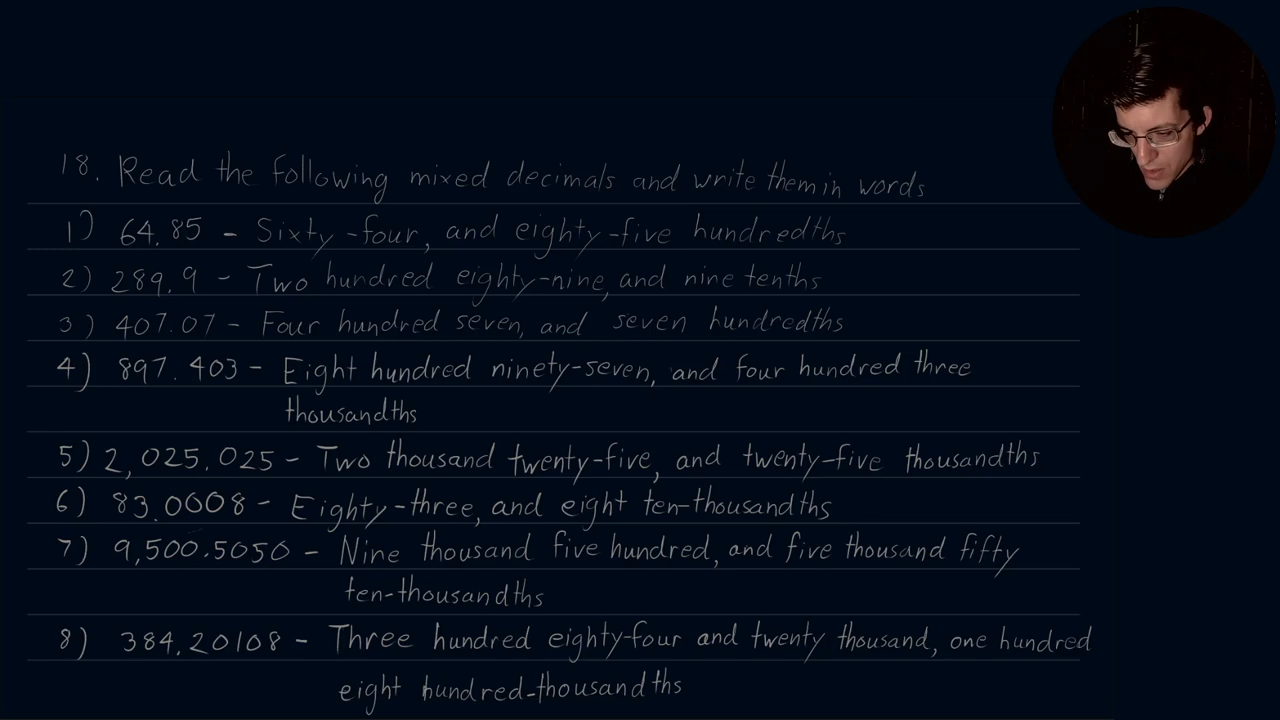 18. Read the following mixed decimals and write them in words
1) 64.85 - Sixty-four, and eighty-five hundredths
2) 289.9 - Two hundred eighty-nine, and nine tenths
3) 407.07 - Four hundred seven, and seven hundredths
4) 897.403 - Eight hundred ninety-seven, and four hundred three
thousandths
5) 2,025.025 - Two thousand twenty-five, and twenty-five thousandths
6) 83.0008 - Eighty-three, and eight ten-thousandths
7) 9,500.5050 - Nine thousand five hundred, and five thousand fifty
ten-thousandths
8) 384.20108 - Three hundred eighty-four and twenty thousand, one hundred
eight hundred-thousandths